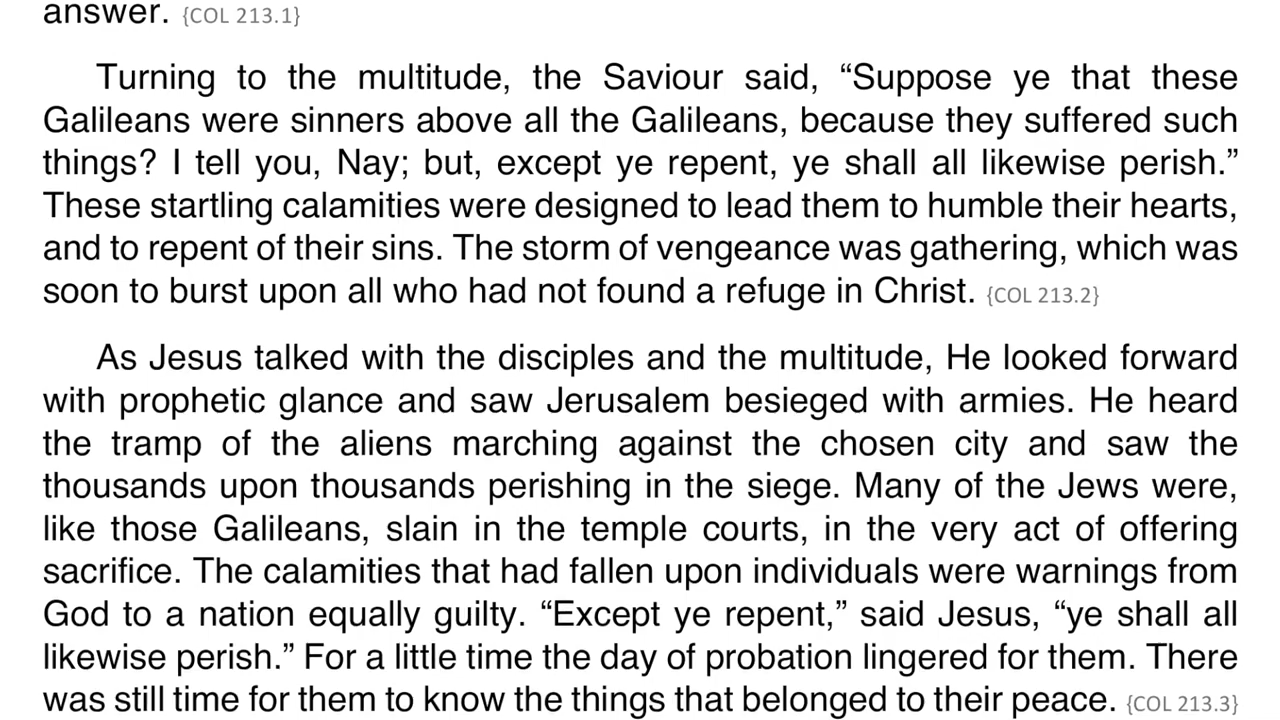 answer. {COL 213.1}
Turning to the multitude, the Saviour said, “Suppose ye that these
Galileans were sinners above all the Galileans, because they suffered such
things? I tell you, Nay; but, except ye repent, ye shall all likewise perish.”
These startling calamities were designed to lead them to humble their hearts,
and to repent of their sins. The storm of vengeance was gathering, which was
soon to burst upon all who had not found a refuge in Christ. {COL 213.2}
As Jesus talked with the disciples and the multitude, He looked forward
with prophetic glance and saw Jerusalem besieged with armies. He heard
the tramp of the aliens marching against the chosen city and saw the
thousands upon thousands perishing in the siege. Many of the Jews were,
like those Galileans, slain in the temple courts, in the very act of offering
sacrifice. The calamities that had fallen upon individuals were warnings from
God to a nation equally guilty. “Except ye repent,” said Jesus, “ye shall all
likewise perish.” For a little time the day of probation lingered for them. There
was still time for them to know the things that belonged to their peace. {COL 213.3}